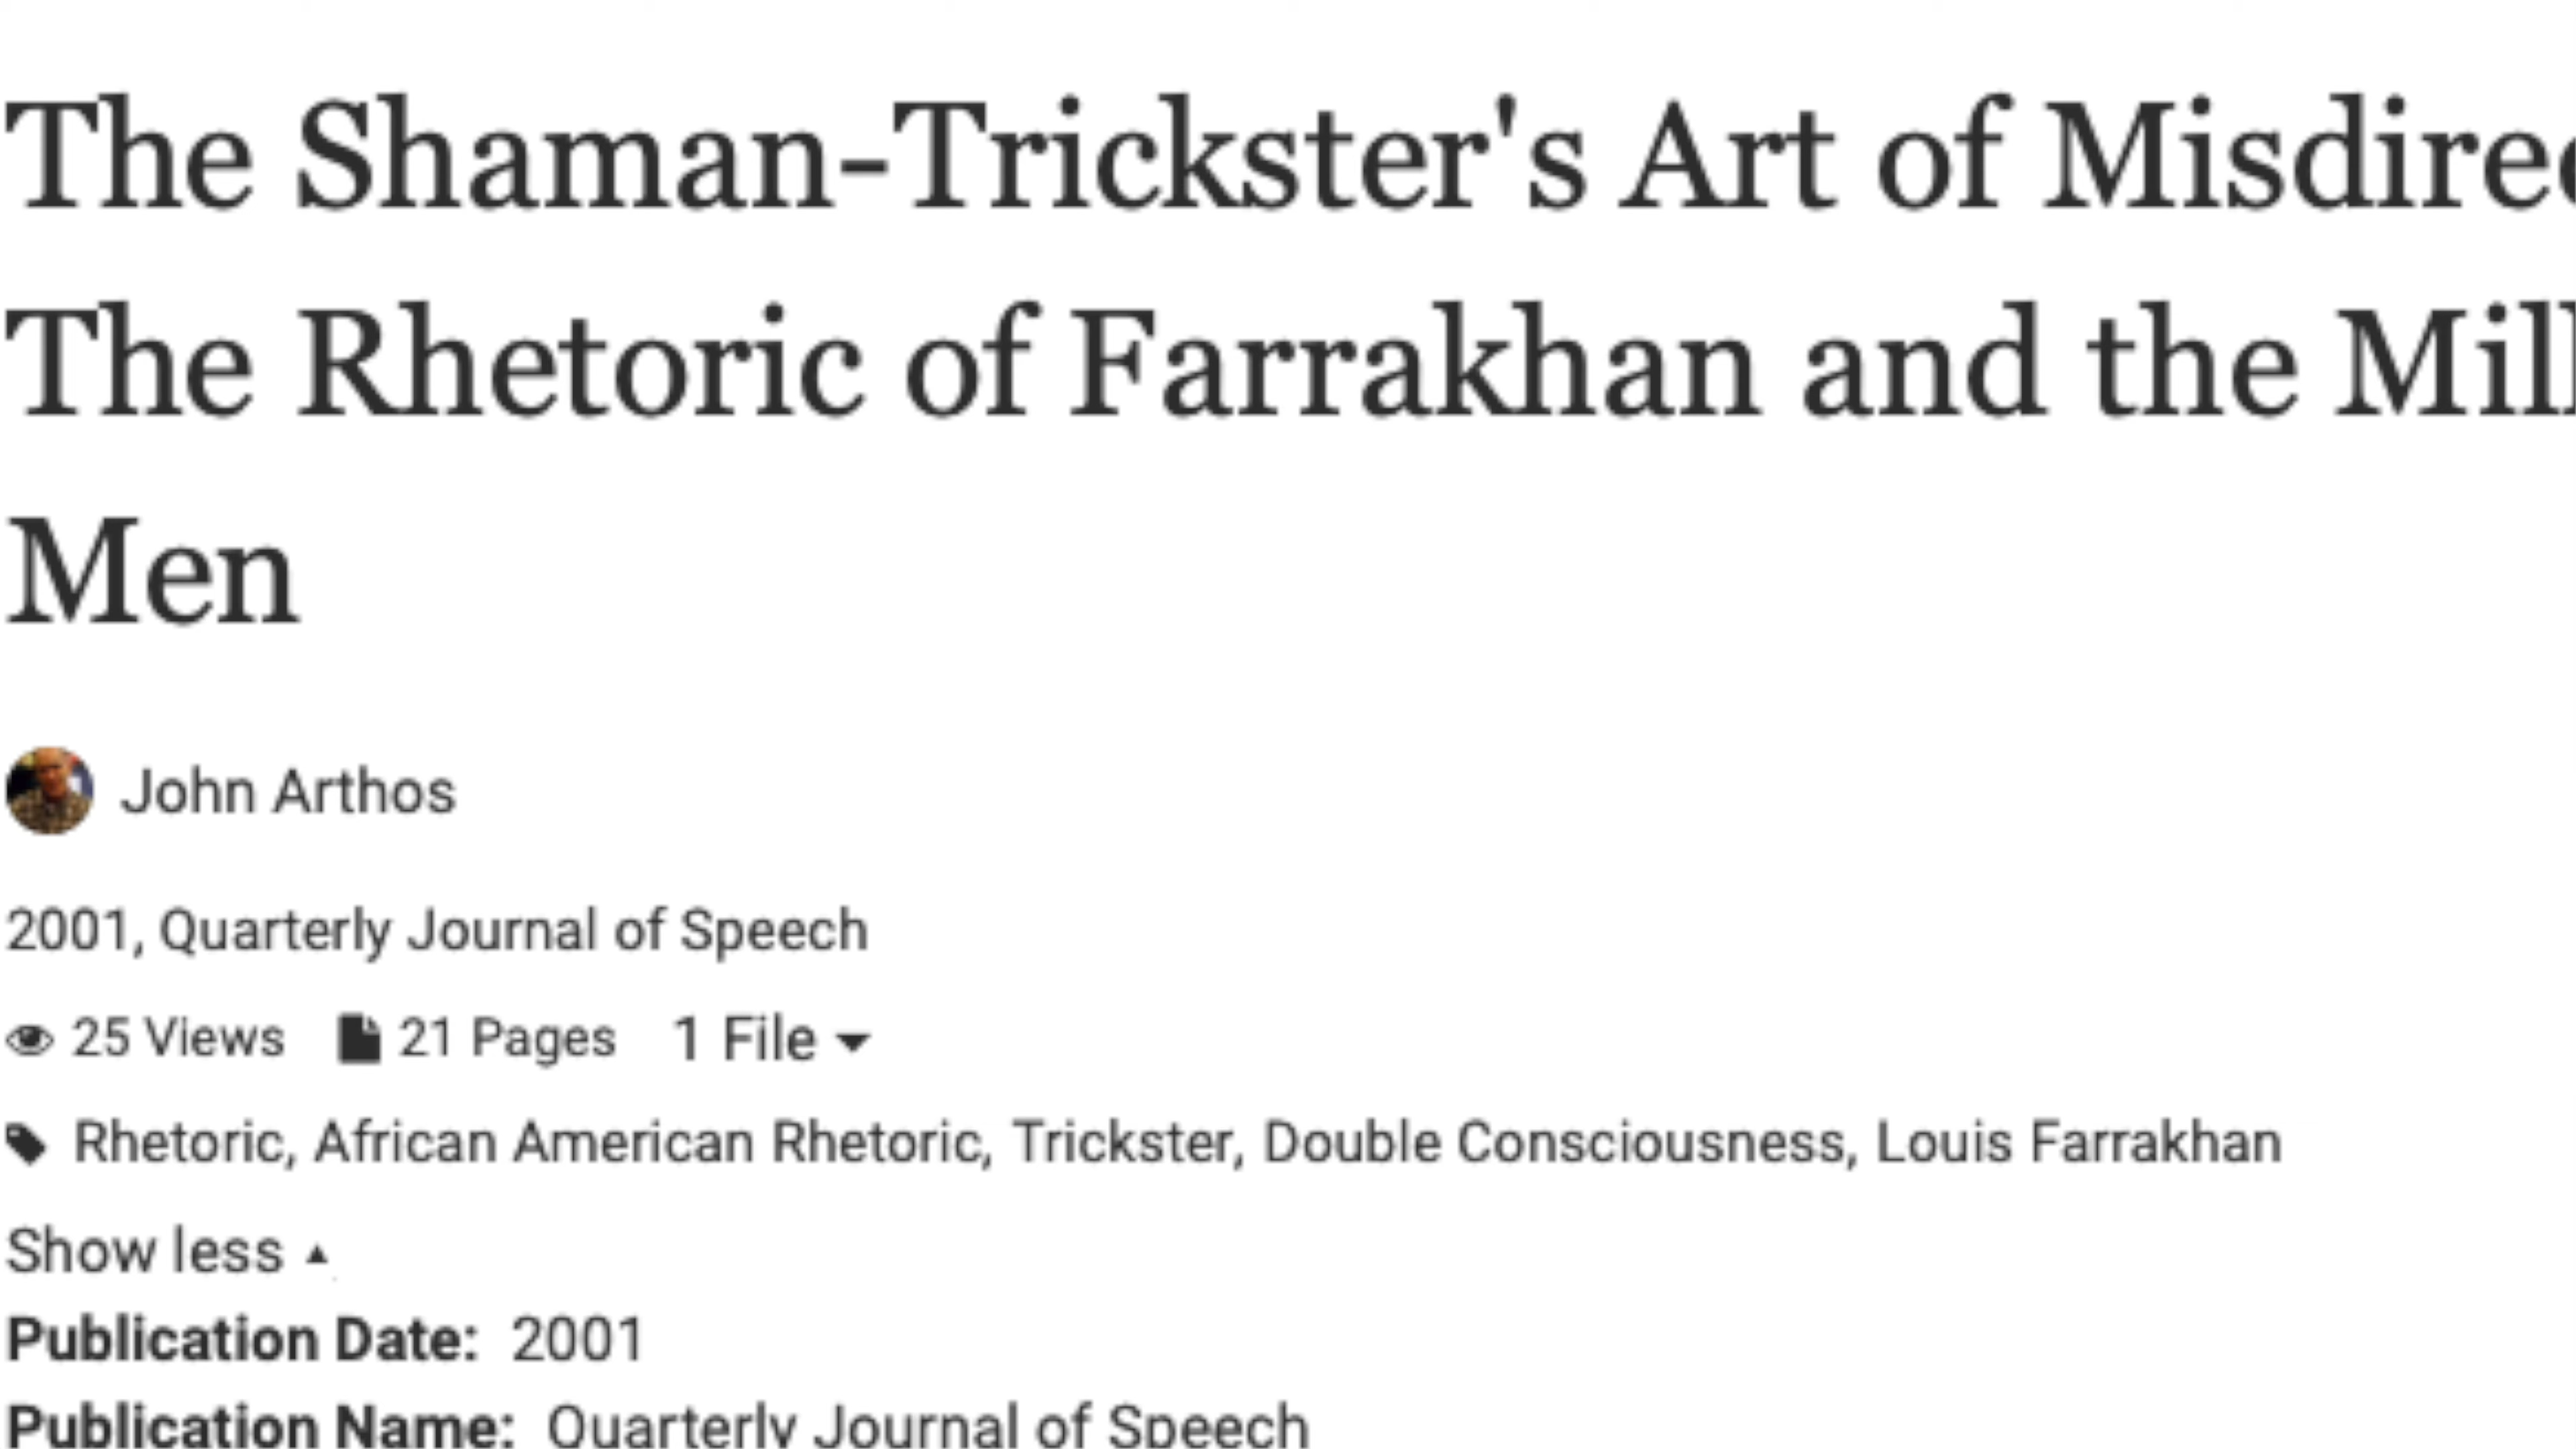 The Shaman-Trickster's Art of Misdirec
The Rhetoric of Farrakhan and the Mill
Men
John Arthos
2001, Quarterly Journal of Speech
25 Views 21 Pages 1 File
Rhetoric, African American Rhetoric, Trickster, Double Consciousness, Louis Farrakhan
Show less
Publication Date: 2001
Publication Name: Quarterly Journal of Speech